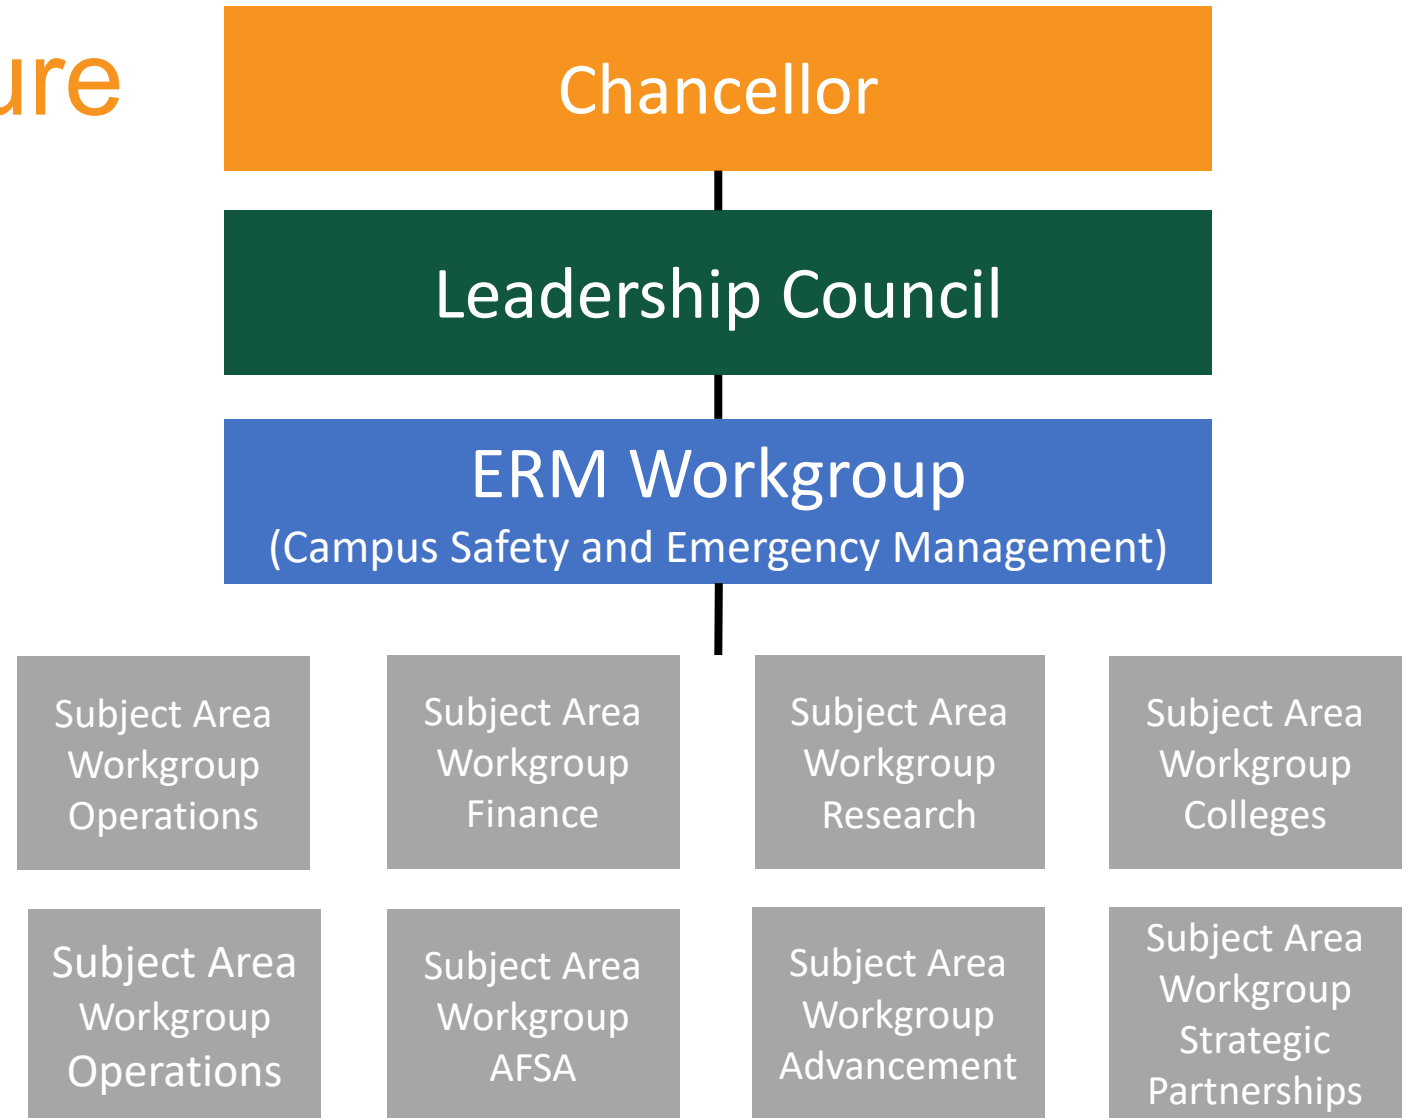 ure
Chancellor
Leadership Council
ERM Workgroup
(Campus Safety and Emergency Management)
Subject Area
Workgroup
Operations
Subject Area
Workgroup
Finance
Subject Area
Workgroup
Research
Subject Area
Workgroup
Colleges
Subject Area
Workgroup
Operations
Subject Area
Workgroup
AFSA
Subject Area
Workgroup
Advancement
Subject Area
Workgroup
Strategic
Partnerships